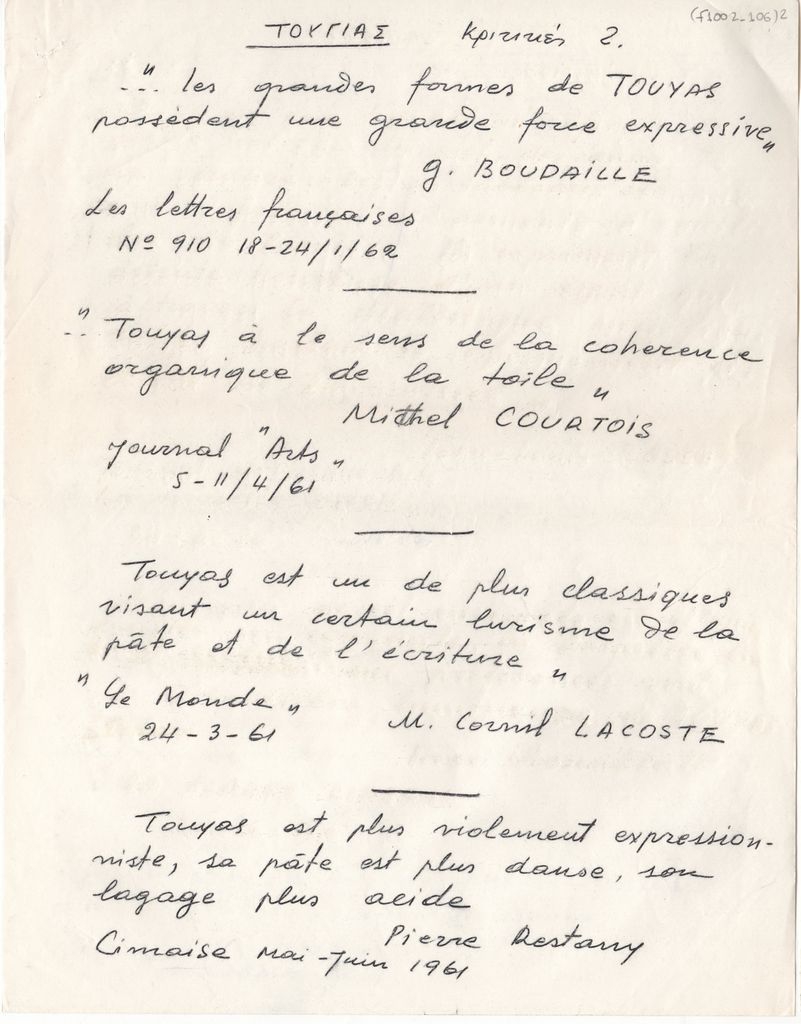 (f1002-106)2
ΤΟΥΓΙΑΣ Κριτικές 2.
"... les grandes formes de TOUYAS
possèdent une grande force expressive"
G. BOUDAILLE
Les lettres françaises
Nº 910 18-24/1/62
".. Touyas à le sens de la coherence
organique de la toile "
Michel COURTOIS
Journal "Arts"
5-11/4/61
Touyas est un de plus classiques
visant un certain lurisme de la
pâte et de l'écriture "
" Le Monde "
24-3-61 M. Cornil LACOSTE
Touyas est plus violement expression-
niste, sa pâte est plus danse, son
lagage plus acide
Pierre Restany
Cimaise Mai-Juin 1961